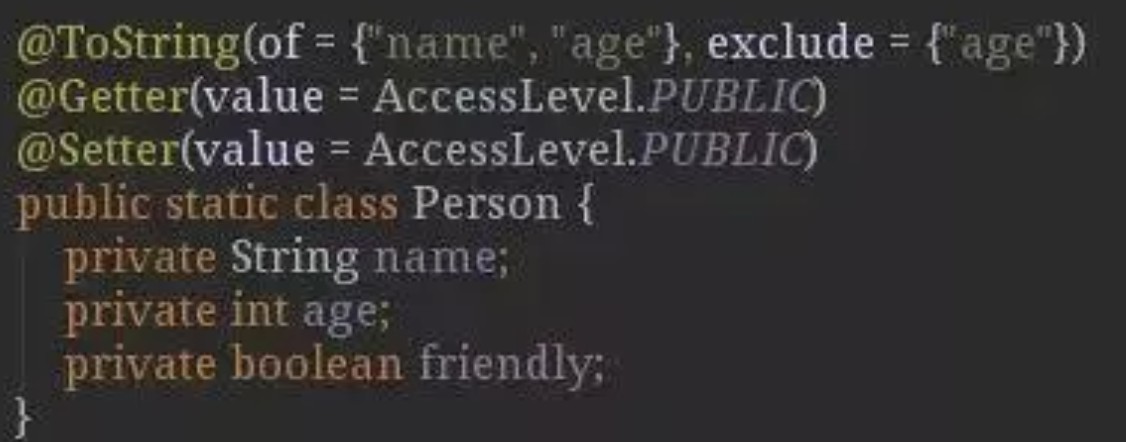 @ToString(of = {"name", "age"}, exclude = {"age"})
@Getter(value = AccessLevel.PUBLIC)
@Setter(value = AccessLevel.PUBLIC)
public static class Person {
private String name;
private int age;
private boolean friendly;
}